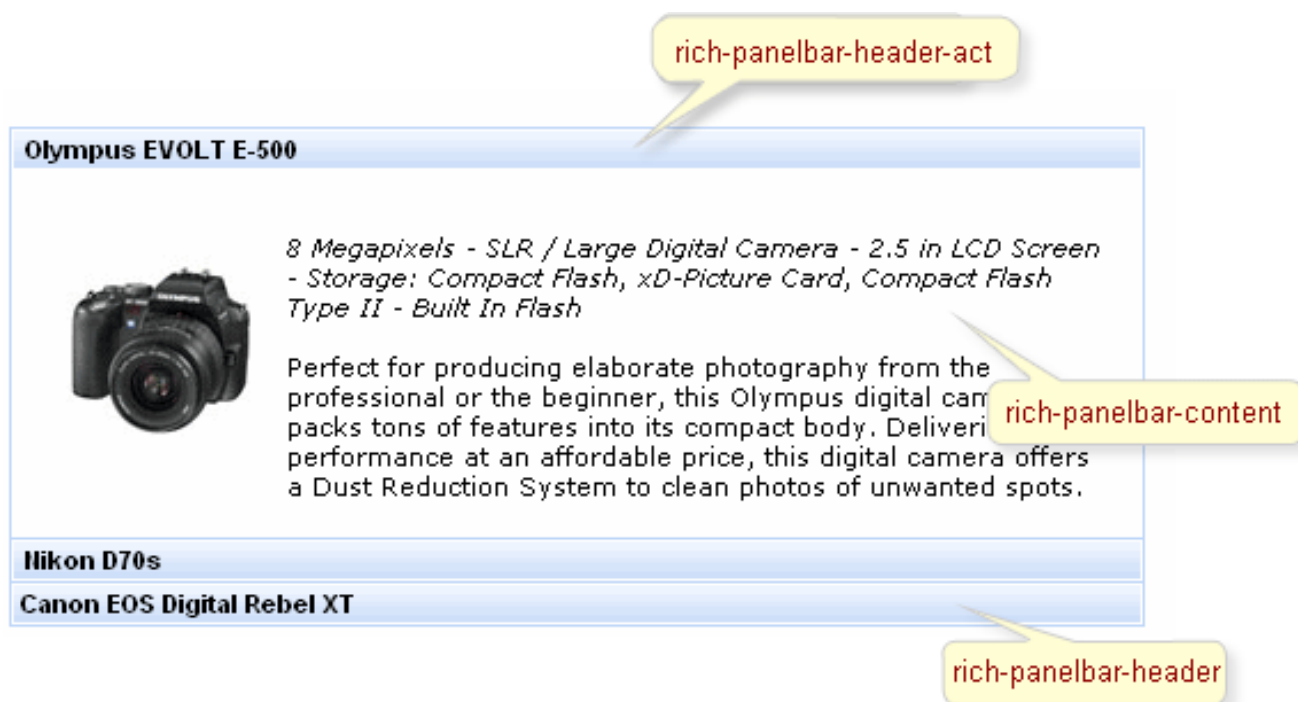 rich-panelbar-header-act
Olympus EVOLT E-500
8 Megapixels - SLR / Large Digital Camera - 2.5 in LCD Screen
- Storage: Compact Flash, xD-Picture Card, Compact Flash
Type II - Built In Flash
Perfect for producing elaborate photography from the
professional or the beginner, this Olympus digital cam
packs tons of features into its compact body. Deliveri
rich-panelbar-content
performance at an affordable price, this digital camera offers
a Dust Reduction System to clean photos of unwanted spots.
Nikon D70s
Canon EOS Digital Rebel XT
rich-panelbar-header